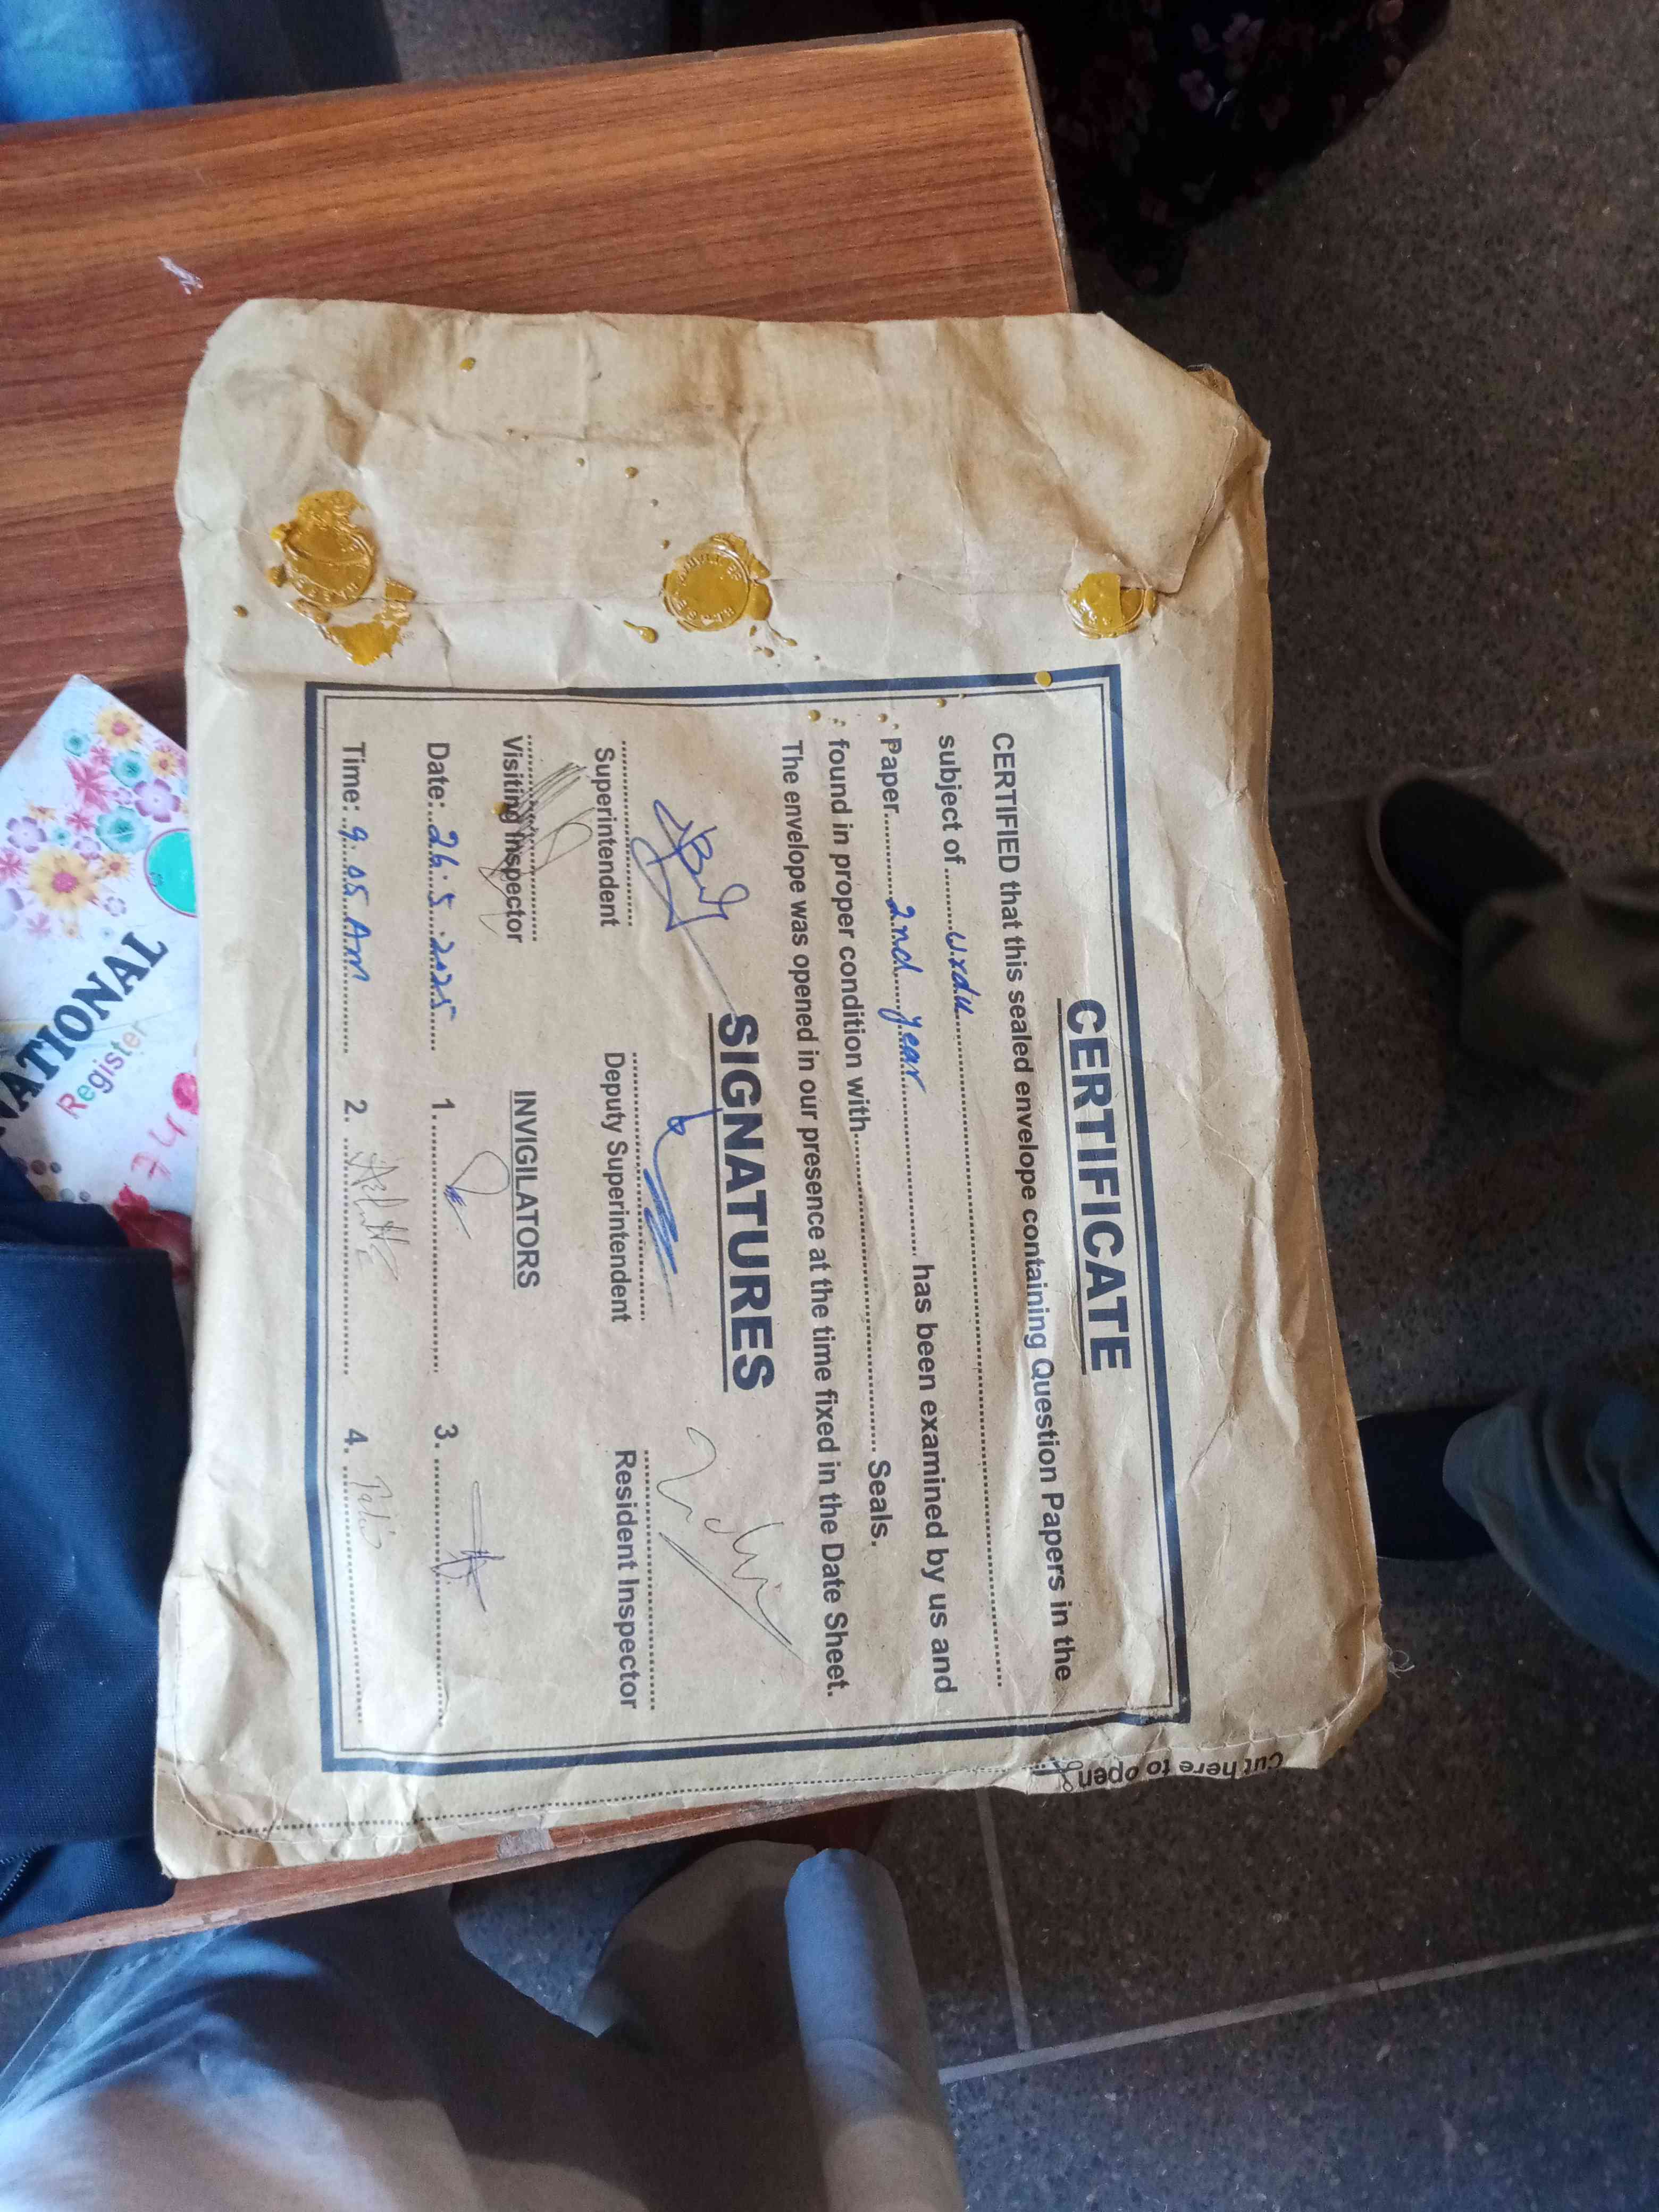 CERTIFICATE
CERTIFIED that this sealed envelope containing Question Papers in the
subject of ........ Urdu ........
Paper ........ 2nd year ........ has been examined by us and
found in proper condition with ........ Seals.
The envelope was opened in our presence at the time fixed in the Date Sheet.
SIGNATURES
Superintendent Deputy Superintendent Resident Inspector
Visiting Inspector INVIGILATORS
Date: 26.5.2025 1. ........ 3. ........
Time: 9.05 Am 2. ........ 4. ........
Cut here to open
NATIONAL
Register